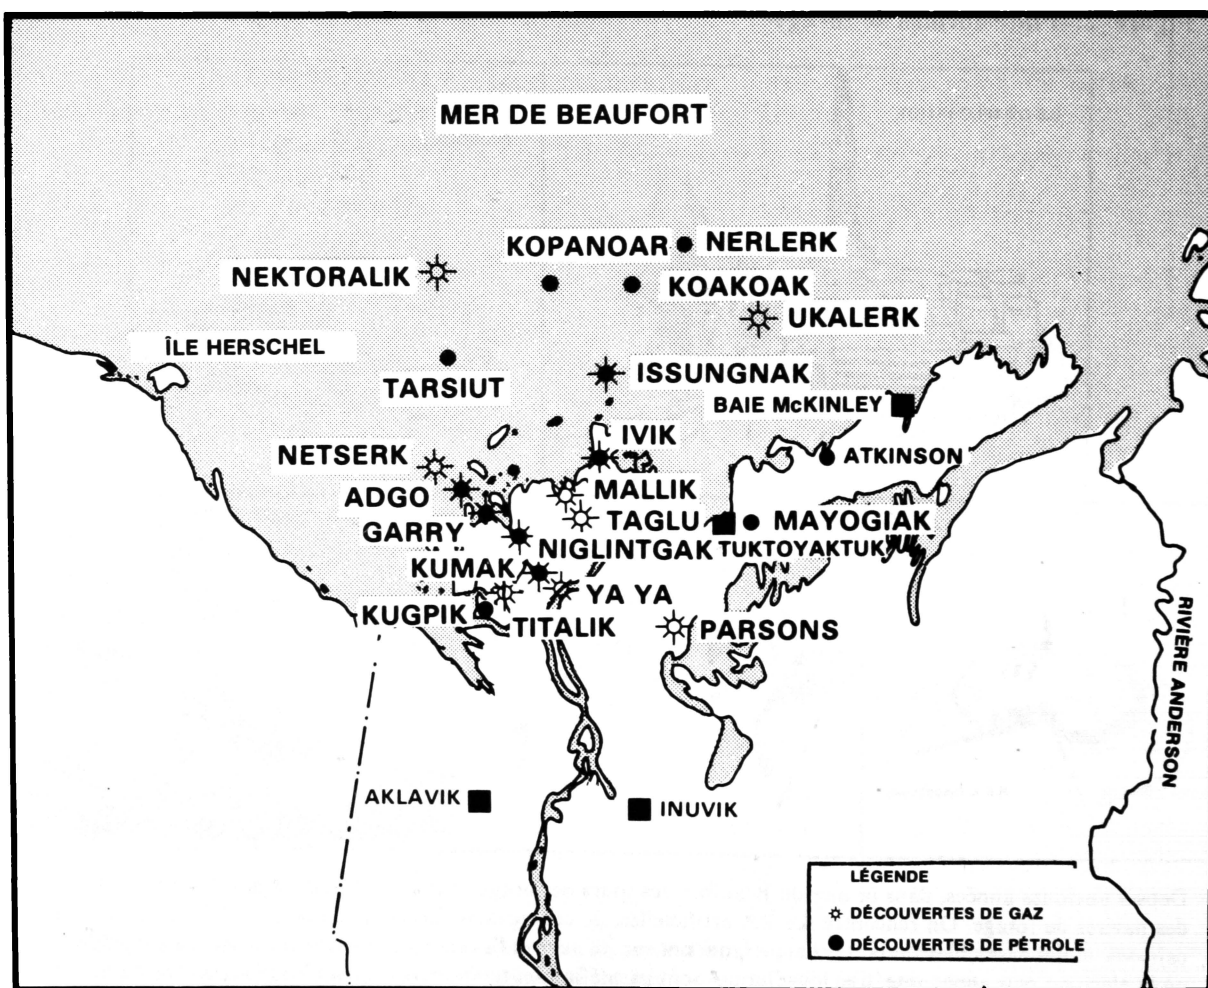 MER DE BEAUFORT
KOPANOAR
NERLERK
NEKTORALIK
KOAKOAK
UKALERK
ÎLE HERSCHEL
TARSIUT
ISSUNGNAK
BAIE McKINLEY
IVIK
NETSERK
ATKINSON
ADGO
MALLIK
GARRY
TAGLU
MAYOGIAK
NIGLINTGAK
TUKTOYAKTUK
KUMAK
YA YA
KUGPIK
TITALIK
PARSONS
RIVIÈRE ANDERSON
AKLAVIK
INUVIK
LÉGENDE
DÉCOUVERTES DE GAZ
DÉCOUVERTES DE PÉTROLE